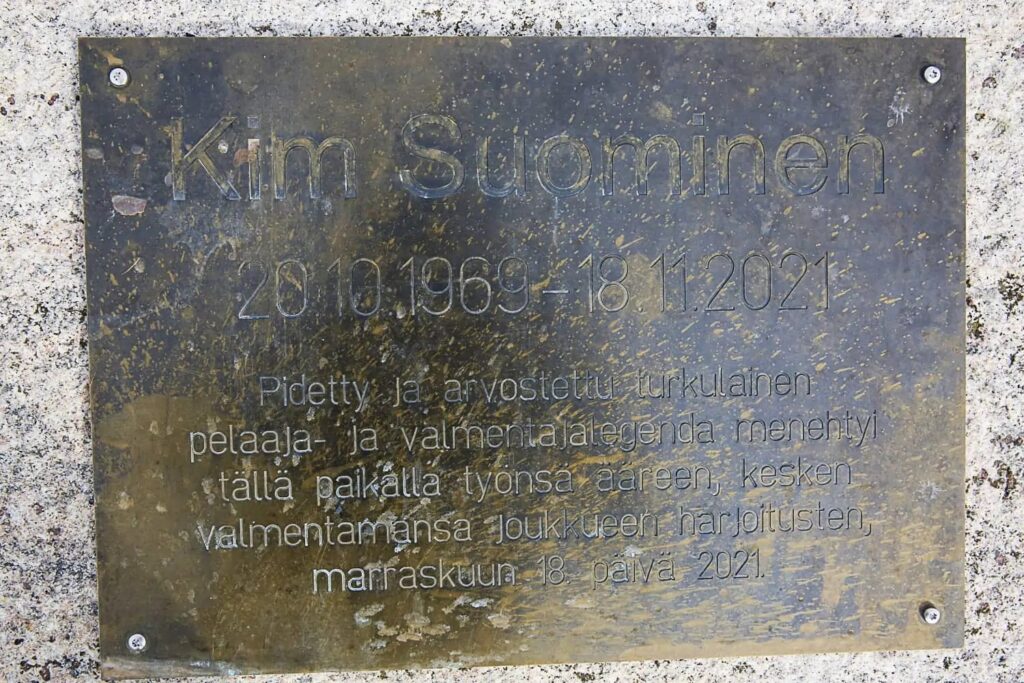 Kim Suominen
20.10.1969-18.11.2021
Pidetty ja arvostettu turkulainen
pelaaja- ja valmentajalegenda menehtyi
tällä paikalla työnsä ääreen, kesken
valmentamansa joukkueen harjoitusten,
marraskuun 18. päivä 2021.